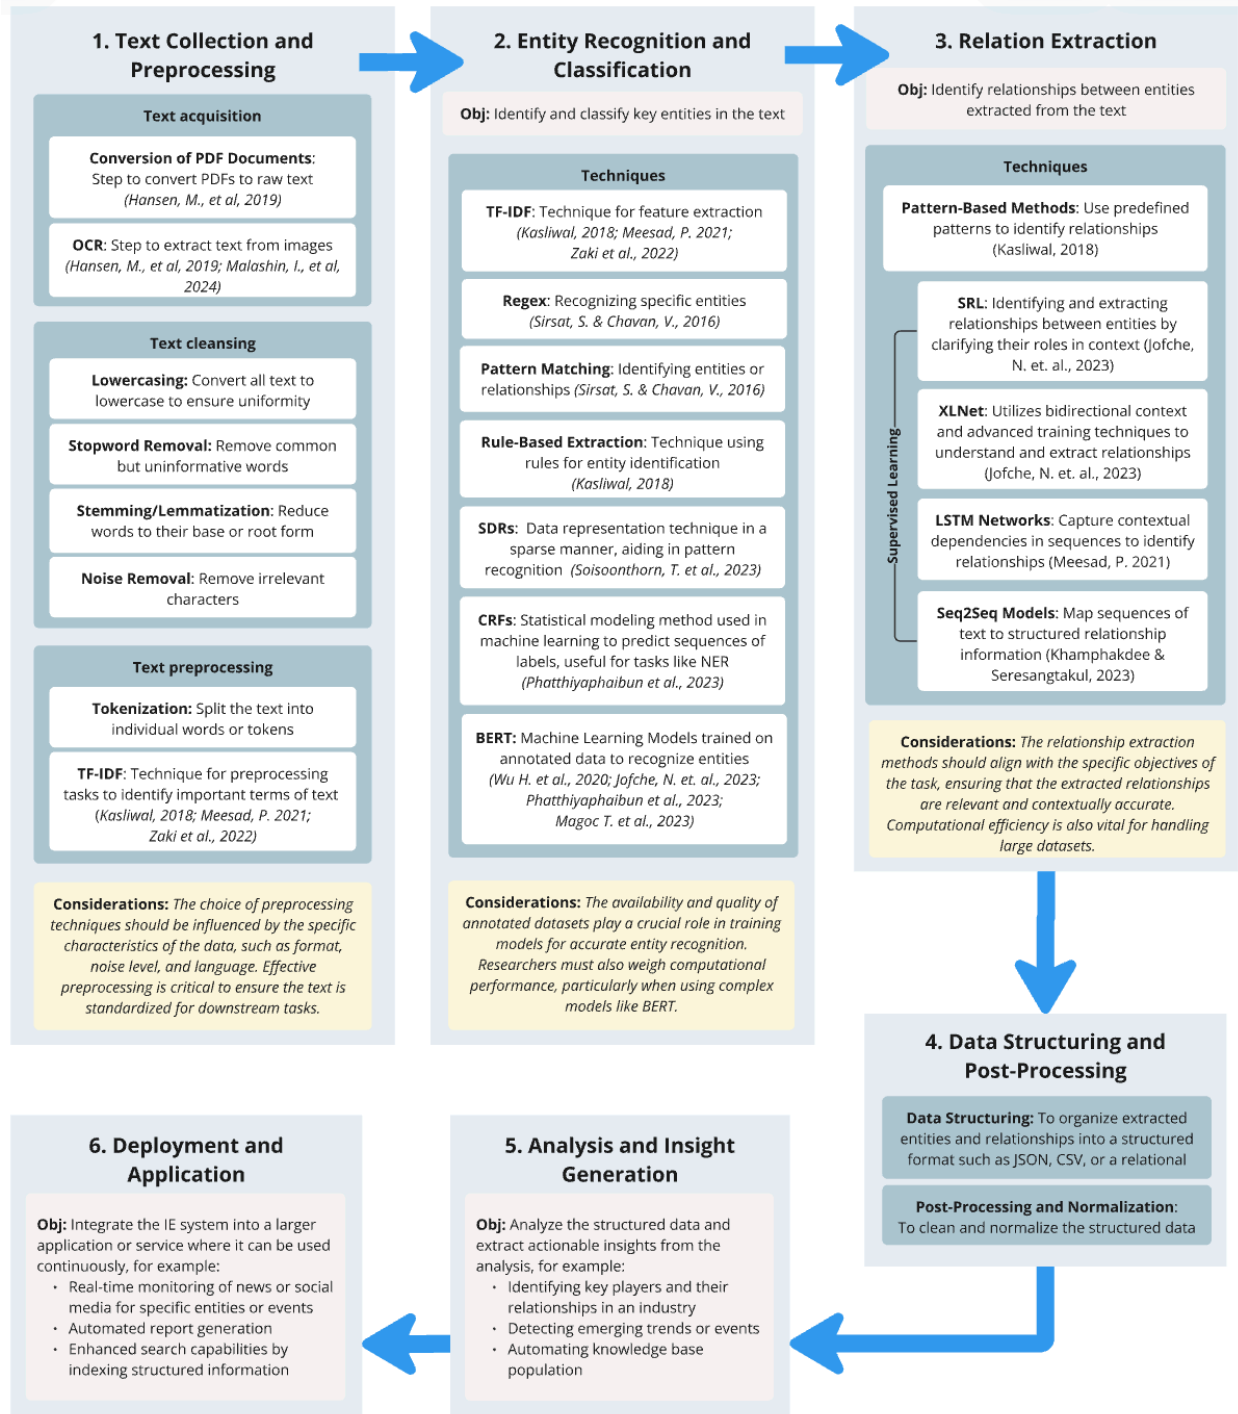 1. Text Collection and
Preprocessing
Text acquisition
Conversion of PDF Documents:
Step to convert PDFs to raw text
(Hansen, M., et al, 2019)
OCR: Step to extract text from images
(Hansen, M., et al, 2019; Malashin, I., et al,
2024)
Text cleansing
Lowercasing: Convert all text to
lowercase to ensure uniformity
Stopword Removal: Remove common
but uninformative words
Stemming/Lemmatization: Reduce
words to their base or root form
Noise Removal: Remove irrelevant
characters
Text preprocessing
Tokenization: Split the text into
individual words or tokens
TF-IDF: Technique for preprocessing
tasks to identify important terms of text
(Kasliwal, 2018; Meesad, P. 2021;
Zaki et al., 2022)
Considerations: The choice of preprocessing
techniques should be influenced by the specific
characteristics of the data, such as format,
noise level, and language. Effective
preprocessing is critical to ensure the text is
standardized for downstream tasks.
2. Entity Recognition and
Classification
Obj: Identify and classify key entities in the text
Techniques
TF-IDF: Technique for feature extraction
(Kasliwal, 2018; Meesad, P. 2021;
Zaki et al., 2022)
Regex: Recognizing specific entities
(Sirsat, S. & Chavan, V., 2016)
Pattern Matching: Identifying entities or
relationships (Sirsat, S. & Chavan, V., 2016)
Rule-Based Extraction: Technique using
rules for entity identification
(Kasliwal, 2018)
SDRs: Data representation technique in a
sparse manner, aiding in pattern
recognition (Soisoonthorn, T. et al., 2023)
CRFs: Statistical modeling method used in
machine learning to predict sequences of
labels, useful for tasks like NER
(Phatthiyaphaibun et al., 2023)
BERT: Machine Learning Models trained on
annotated data to recognize entities
(Wu H. et al., 2020; Jofche, N. et. al., 2023;
Phatthiyaphaibun et al., 2023;
Magoc T. et al., 2023)
Considerations: The availability and quality of
annotated datasets play a crucial role in training
models for accurate entity recognition.
Researchers must also weigh computational
performance, particularly when using complex
models like BERT.
3. Relation Extraction
Obj: Identify relationships between entities
extracted from the text
Techniques
Pattern-Based Methods: Use predefined
patterns to identify relationships
(Kasliwal, 2018)
Supervised Learning
SRL: Identifying and extracting
relationships between entities by
clarifying their roles in context (Jofche,
N. et. al., 2023)
XLNet: Utilizes bidirectional context
and advanced training techniques to
understand and extract relationships
(Jofche, N. et. al., 2023)
LSTM Networks: Capture contextual
dependencies in sequences to identify
relationships (Meesad, P. 2021)
Seq2Seq Models: Map sequences of
text to structured relationship
information (Khamphakdee &
Seresangtakul, 2023)
Considerations: The relationship extraction
methods should align with the specific objectives of
the task, ensuring that the extracted relationships
are relevant and contextually accurate.
Computational efficiency is also vital for handling
large datasets.
4. Data Structuring and
Post-Processing
Data Structuring: To organize extracted
entities and relationships into a structured
format such as JSON, CSV, or a relational
Post-Processing and Normalization:
To clean and normalize the structured data
5. Analysis and Insight
Generation
Obj: Analyze the structured data and
extract actionable insights from the
analysis, for example:
• Identifying key players and their
relationships in an industry
• Detecting emerging trends or events
• Automating knowledge base
population
6. Deployment and
Application
Obj: Integrate the IE system into a larger
application or service where it can be used
continuously, for example:
• Real-time monitoring of news or social
media for specific entities or events
• Automated report generation
• Enhanced search capabilities by
indexing structured information